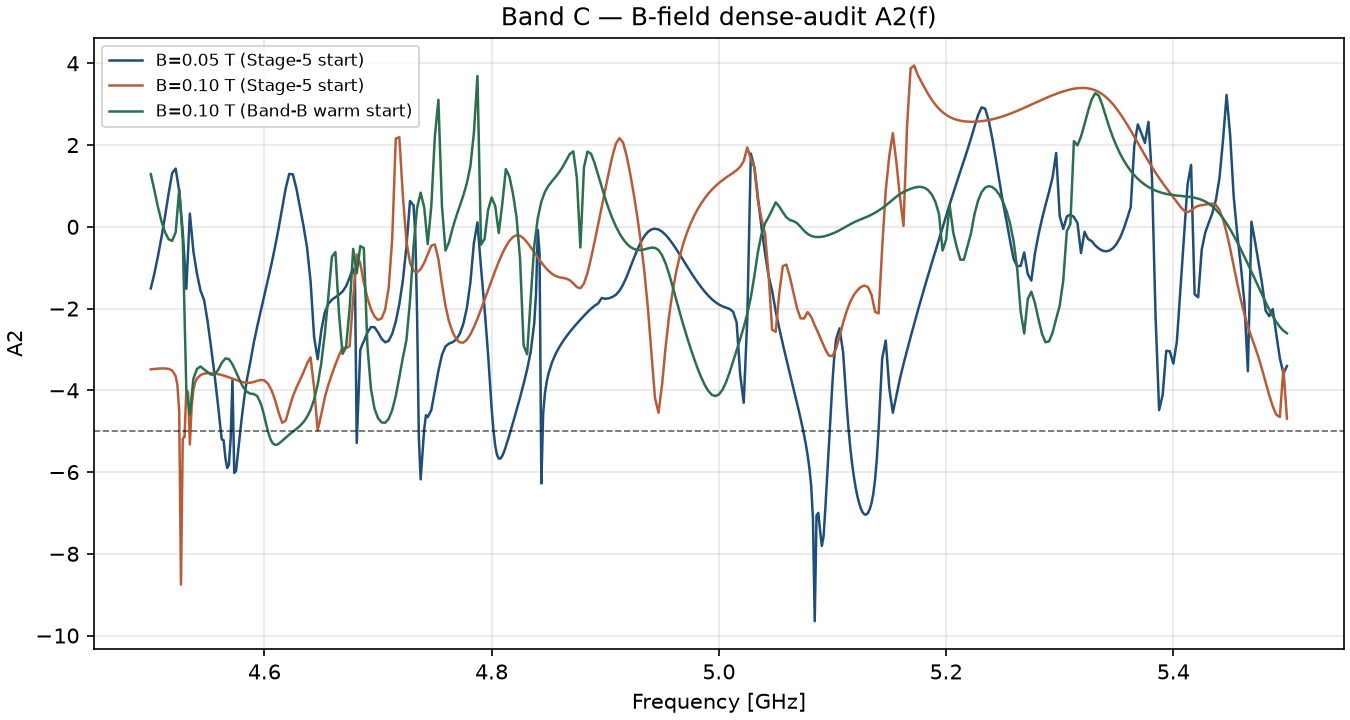 Band C — B-field dense-audit A2(f)
B=0.05 T (Stage-5 start)
B=0.10 T (Stage-5 start)
B=0.10 T (Band-B warm start)
A2
4
2
0
−2
−4
−6
−8
−10
4.6
4.8
5.0
5.2
5.4
Frequency [GHz]